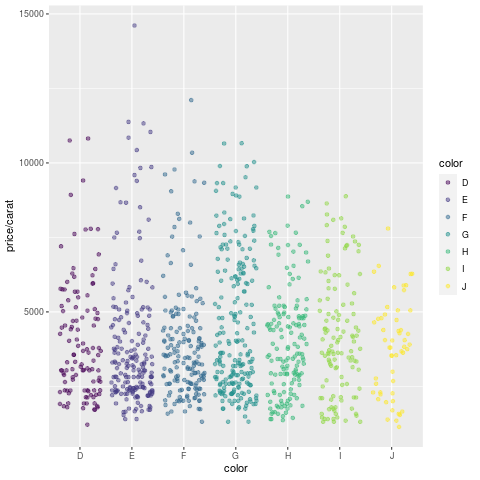 15000
10000
5000
price/carat
D E F G H I J
color
color
D
E
F
G
H
I
J